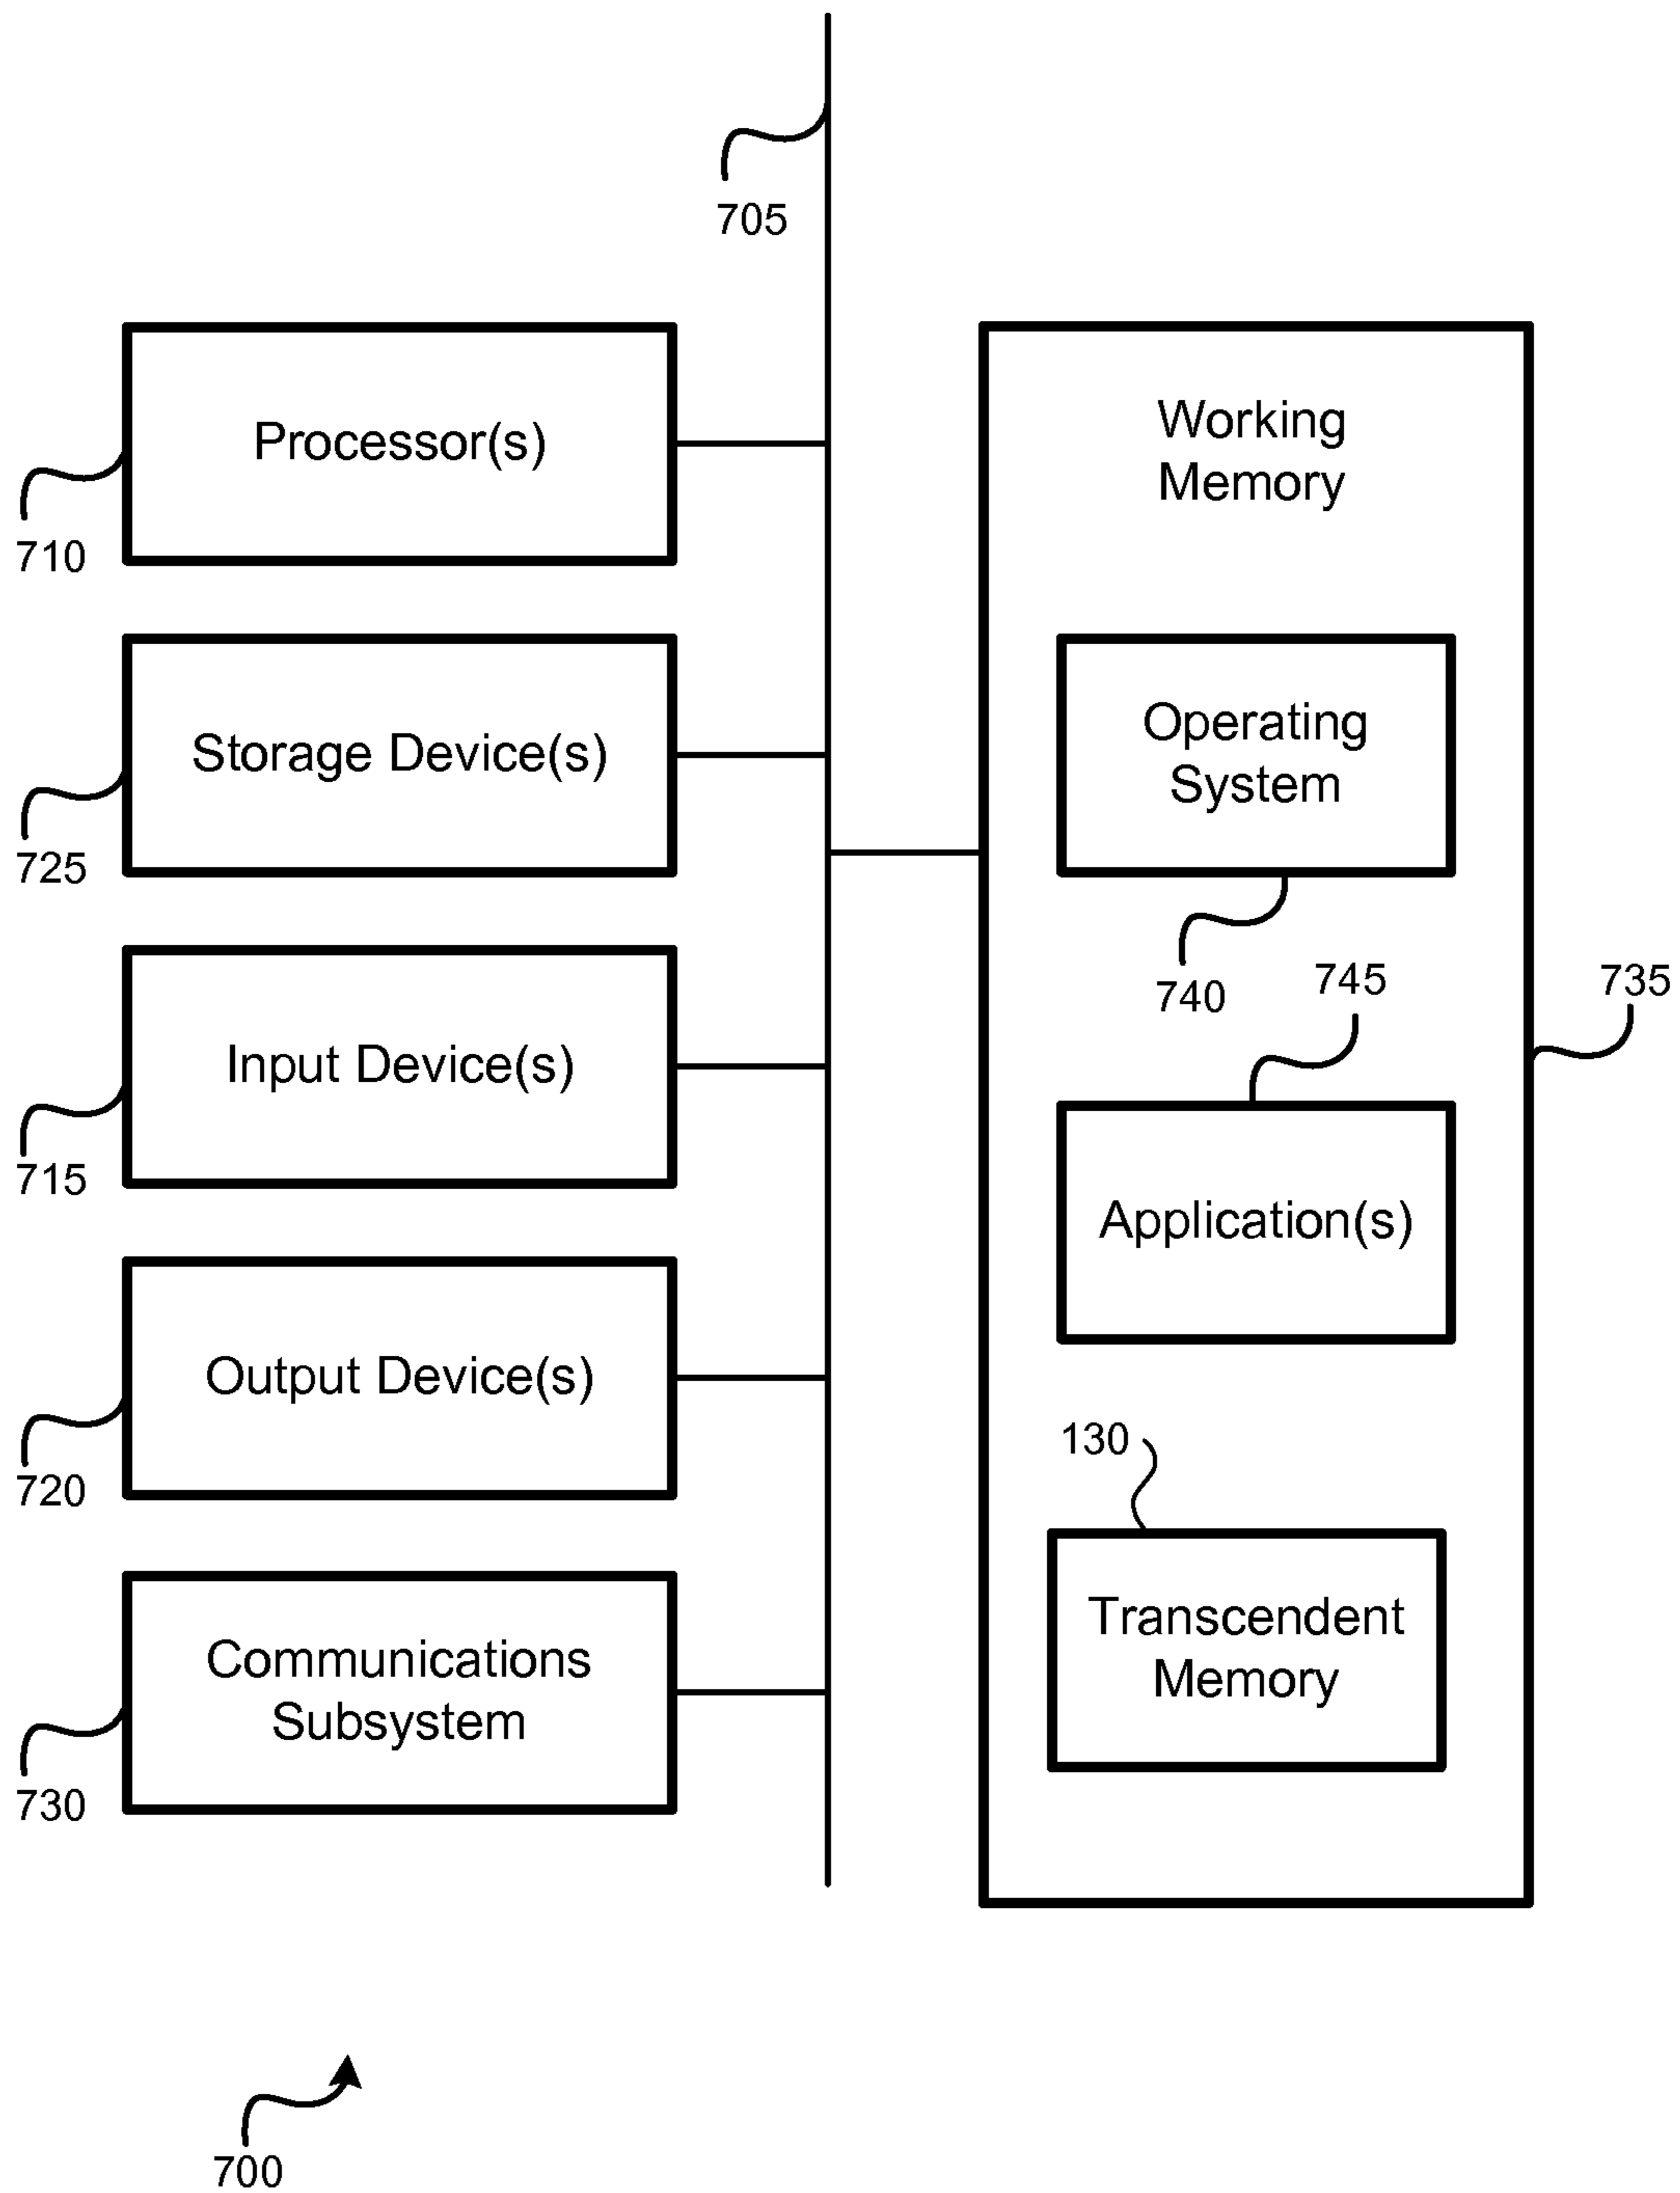 705
Processor(s)
710
Storage Device(s)
725
Input Device(s)
715
Output Device(s)
720
Communications
Subsystem
730
Working
Memory
Operating
System
740
745
735
Application(s)
130
Transcendent
Memory
700